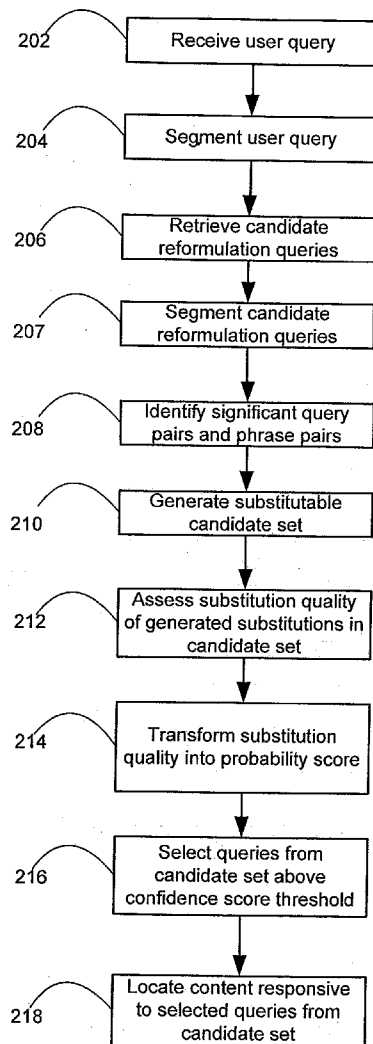 202
Receive user query
204
Segment user query
206
Retrieve candidate
reformulation queries
207
Segment candidate
reformulation queries
208
Identify significant query
pairs and phrase pairs
210
Generate substitutable
candidate set
212
Assess substitution quality
of generated substitutions in
candidate set
214
Transform substitution
quality into probability score
216
Select queries from
candidate set above
confidence score threshold
218
Locate content responsive
to selected queries from
candidate set